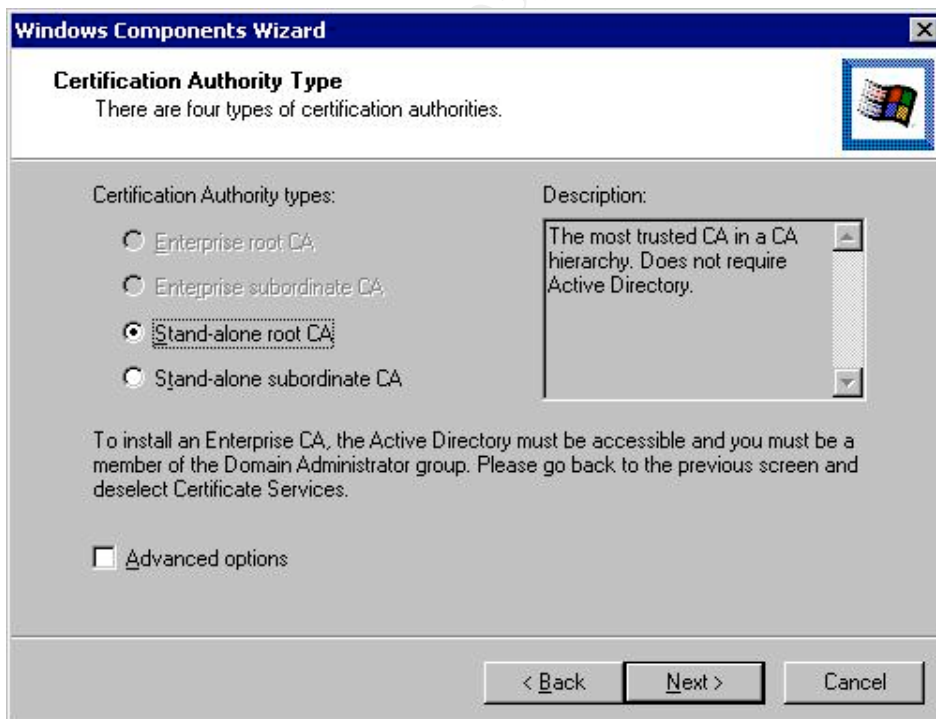 Windows Components Wizard
Certification Authority Type
There are four types of certification authorities.
Certification Authority types:
Enterprise root CA
Enterprise subordinate CA
Stand-alone root CA
Stand-alone subordinate CA
Description:
The most trusted CA in a CA
hierarchy. Does not require
Active Directory.
To install an Enterprise CA, the Active Directory must be accessible and you must be a
member of the Domain Administrator group. Please go back to the previous screen and
deselect Certificate Services.
Advanced options
< Back
Next >
Cancel